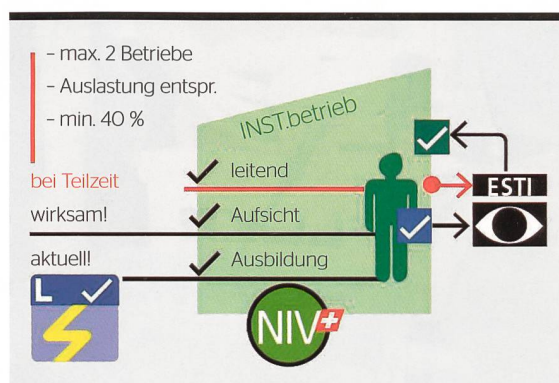 – max. 2 Betriebe
– Auslastung entspr.
– min. 40 %
INST.betrieb
bei Teilzeit
leitend
ESTI
wirksam!
Aufsicht
aktuell!
Ausbildung
L
NIV